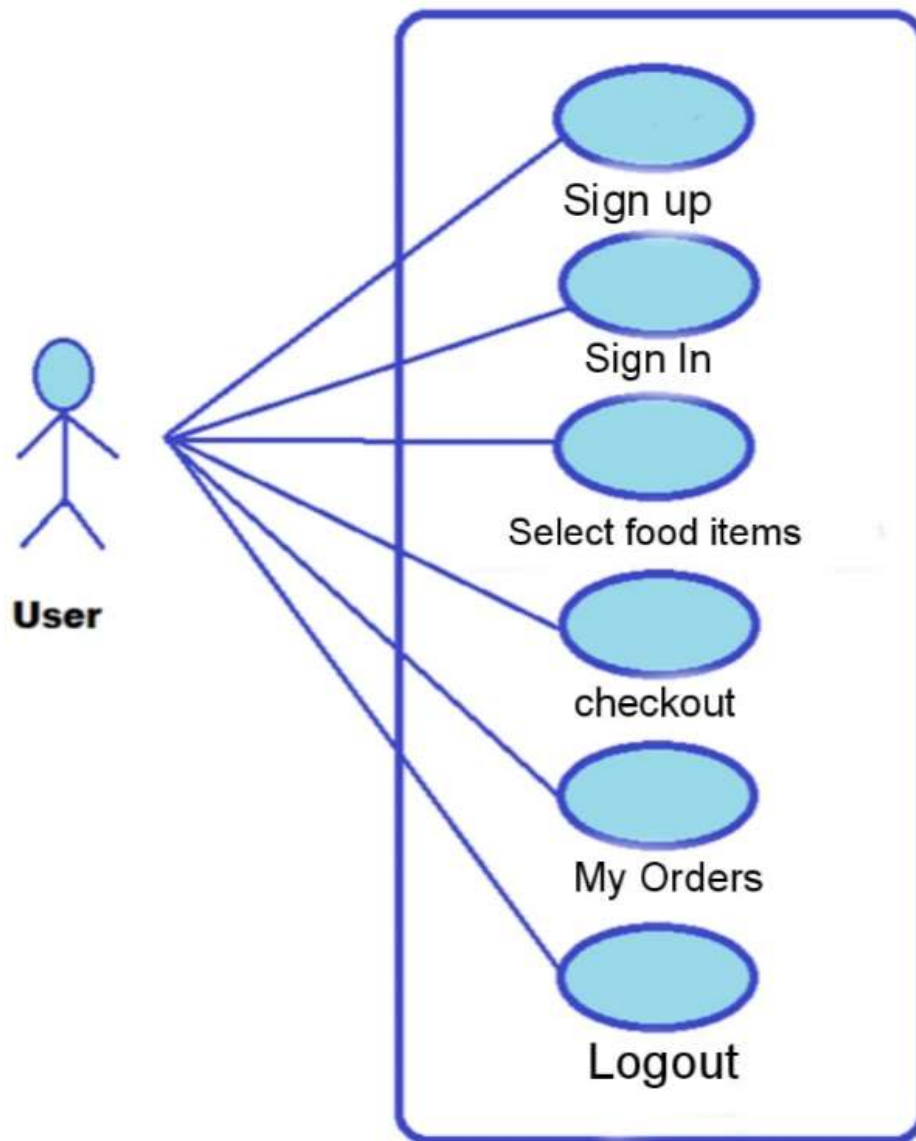 Sign up
Sign In
Select food items
User
checkout
My Orders
Logout